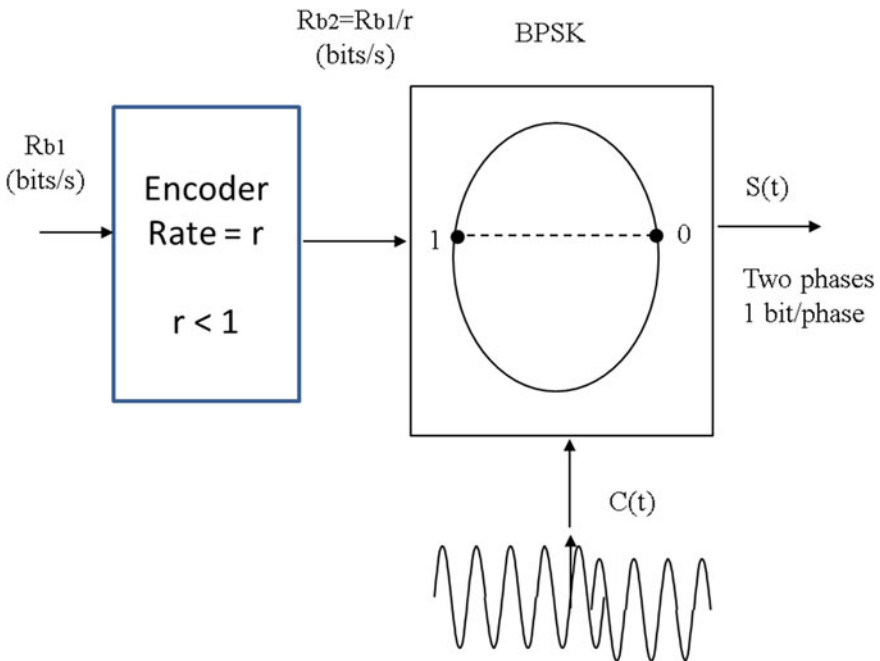 Rb1
(bits/s)
Encoder
Rate = r
r < 1
Rb2=Rb1/r
(bits/s)
BPSK
1
0
S(t)
Two phases
1 bit/phase
C(t)